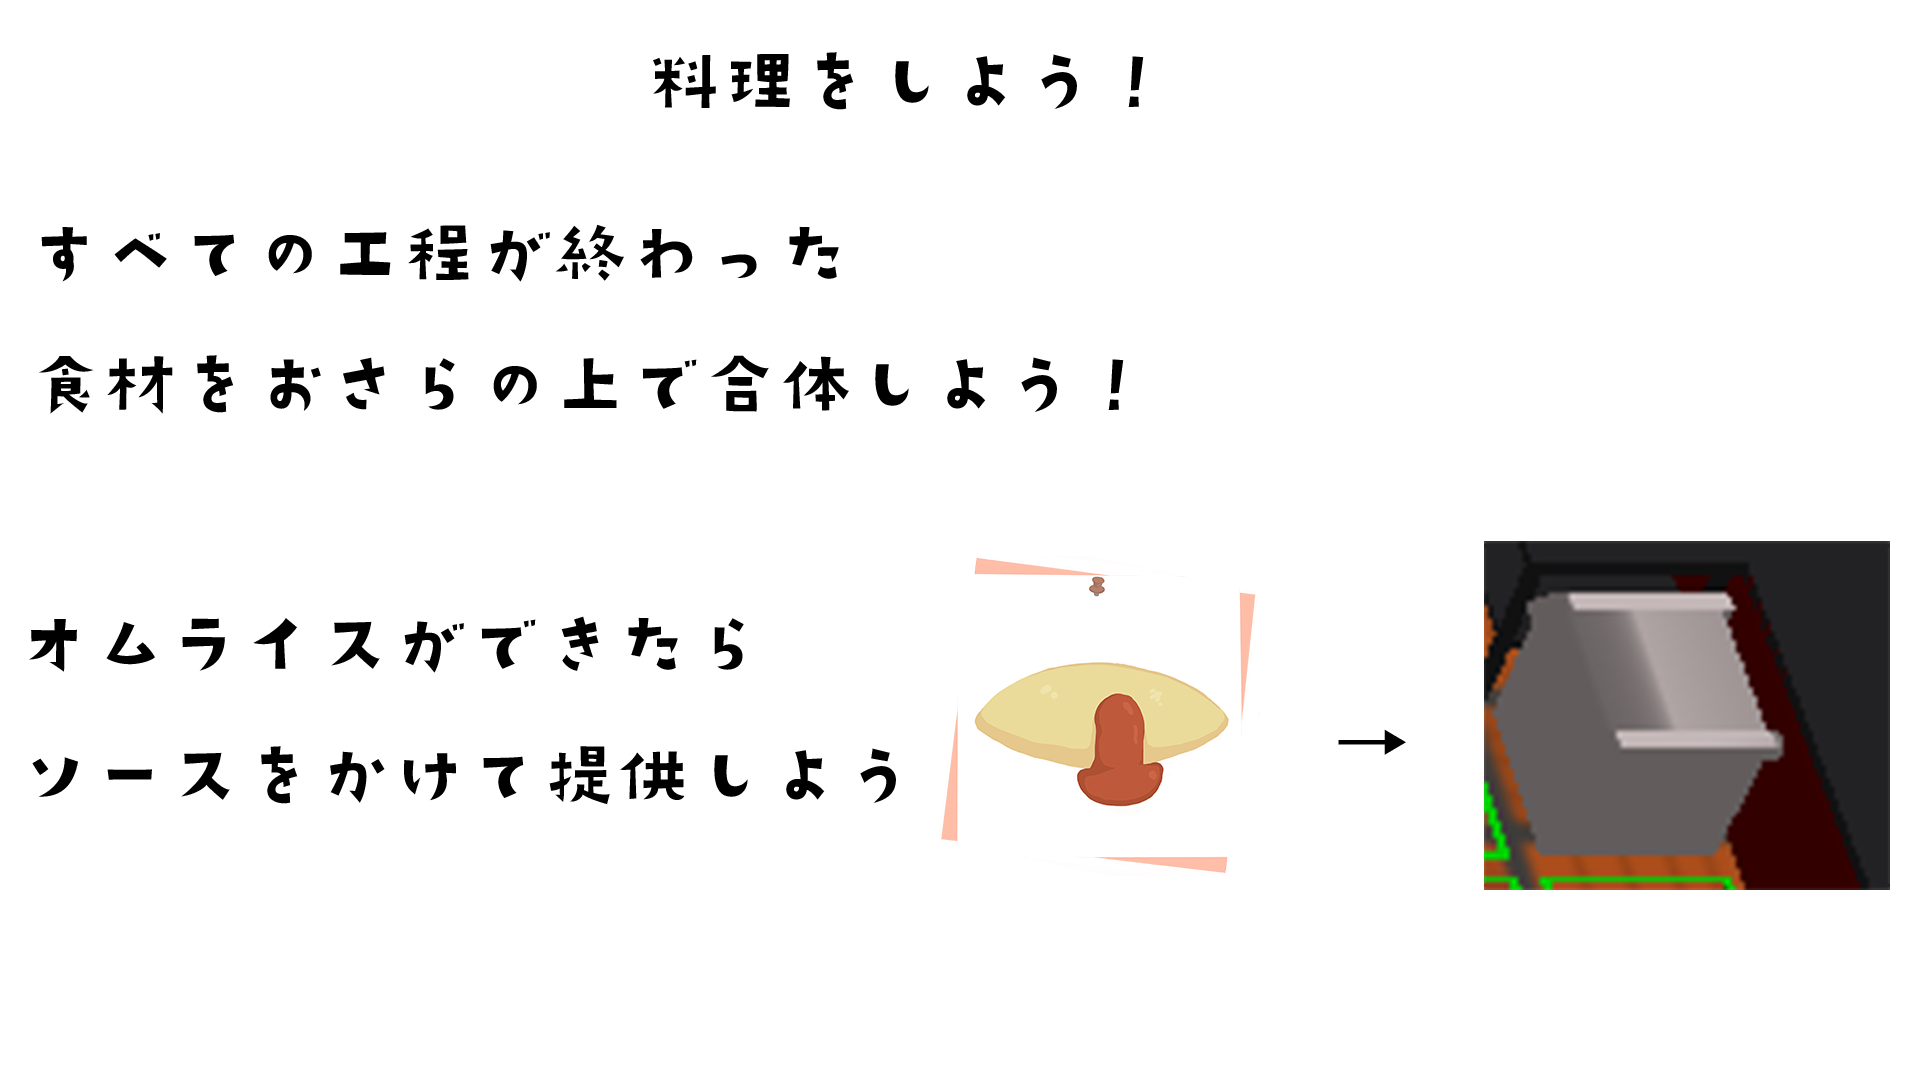 料理をしよう！
すべての工程が終わった
食材をおさらの上で合体しよう！
オムライスができたら
ソースをかけて提供しよう